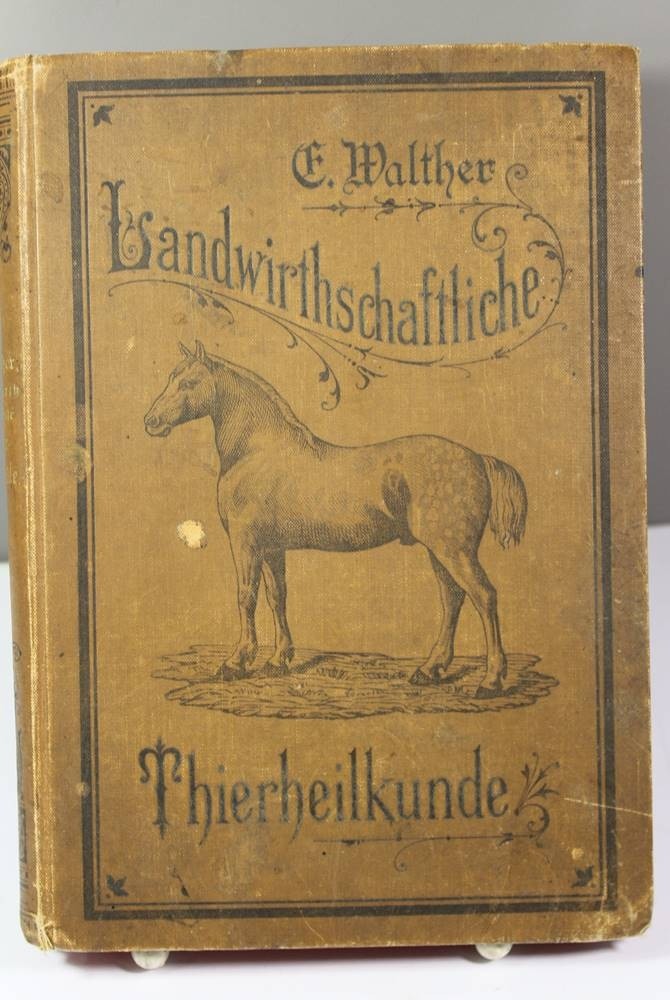 E. Walther
Landwirthschaftliche
Thierheilkunde.